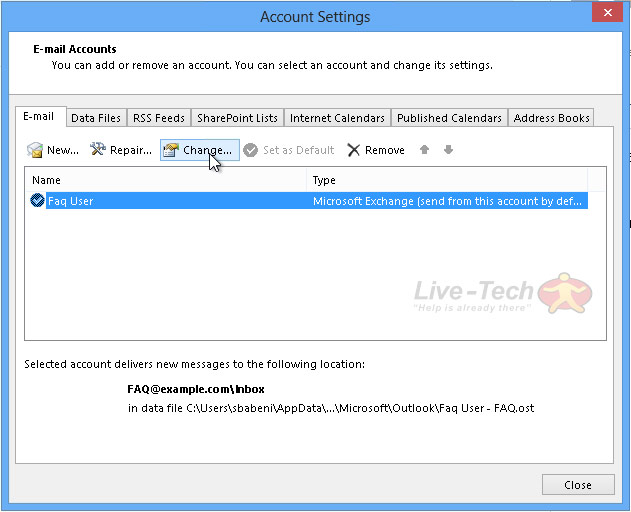 Account Settings
E-mail Accounts
You can add or remove an account. You can select an account and change its settings.
E-mail Data Files RSS Feeds SharePoint Lists Internet Calendars Published Calendars Address Books
New... Repair... Change... Set as Default Remove
Name Type
Faq User Microsoft Exchange (send from this account by def...
Live-Tech
"Help is already there"
Selected account delivers new messages to the following location:
FAQ@example.com\Inbox
in data file C:\Users\sbabeni\AppData\...\Microsoft\Outlook\Faq User - FAQ.ost
Close